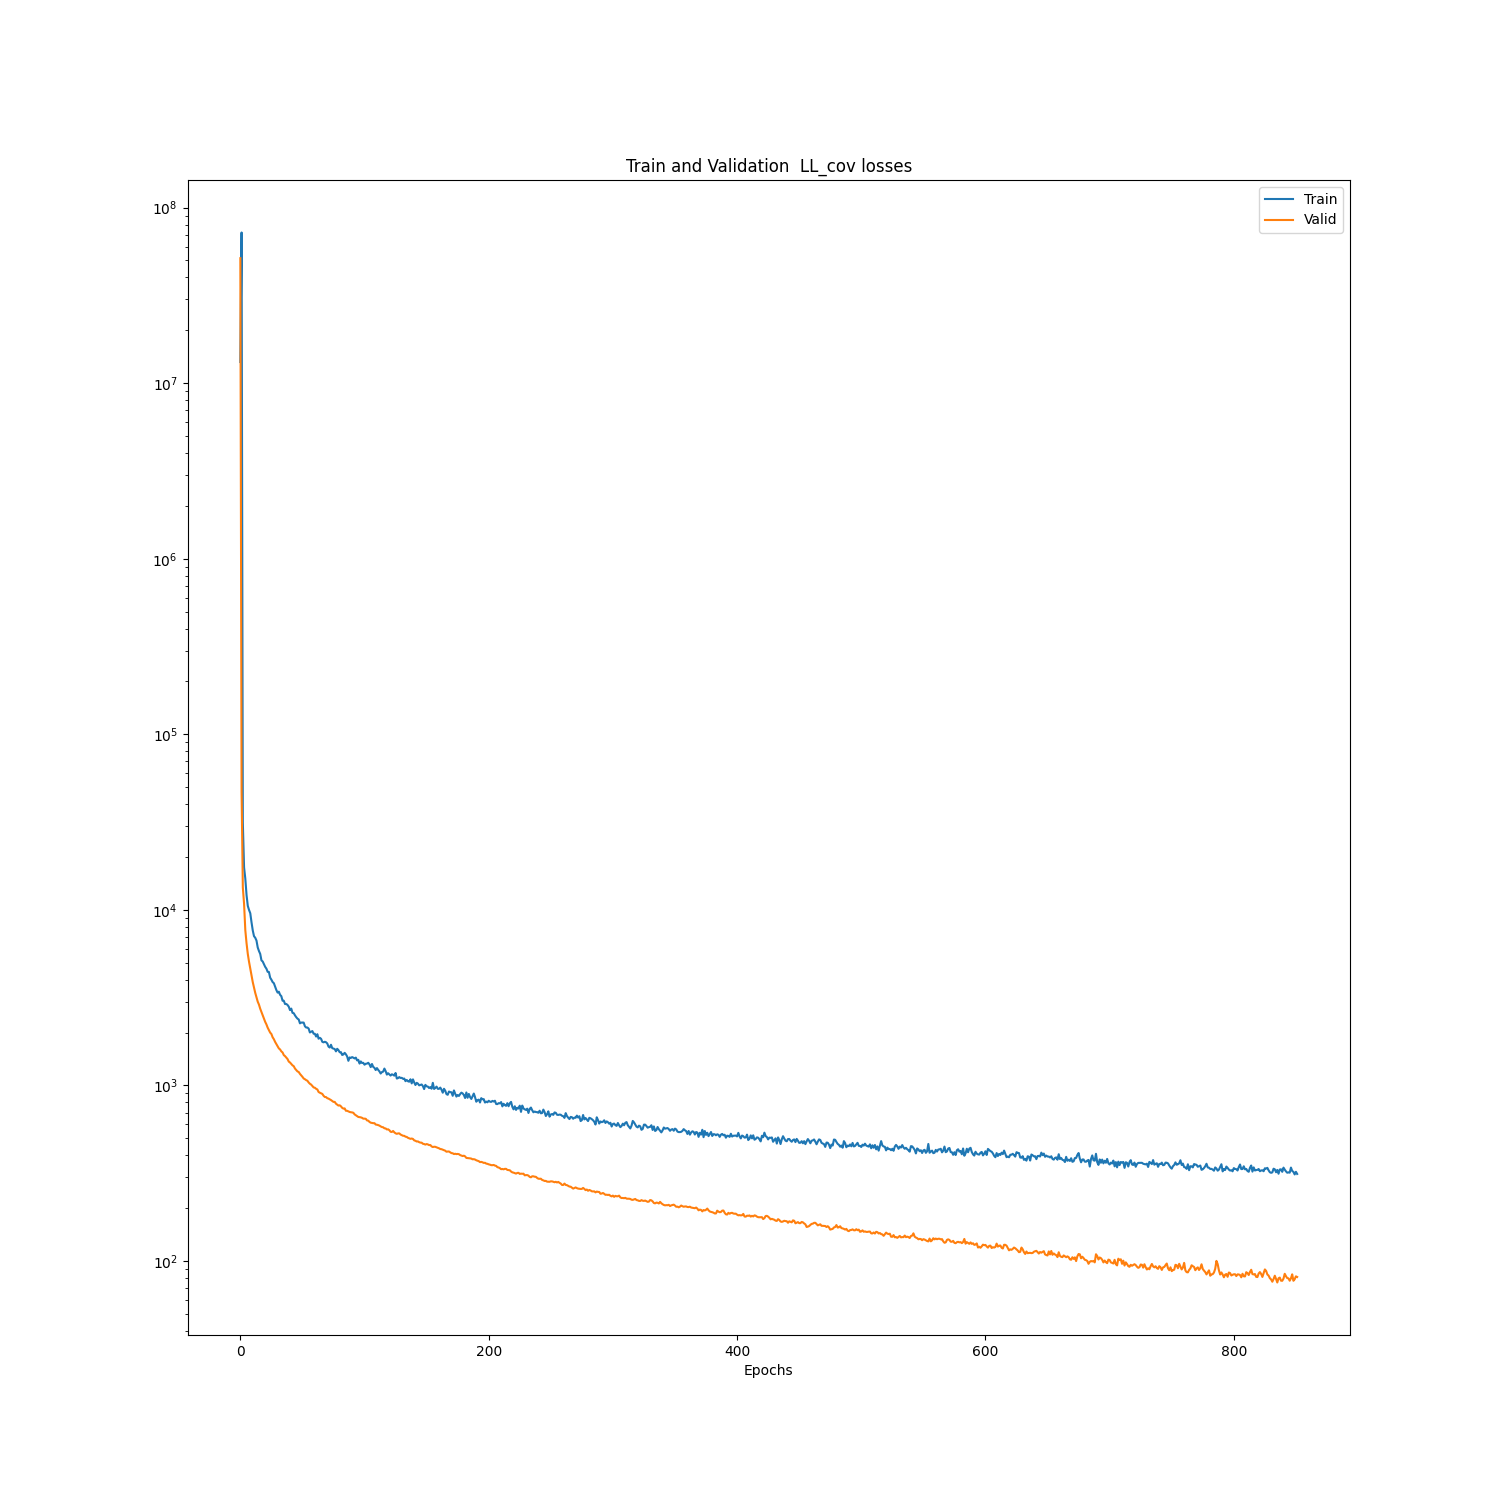 Train and Validation  LL_cov losses
Train
Valid
10⁸
10⁷
10⁶
10⁵
10⁴
10³
10²
0 200 400 600 800
Epochs